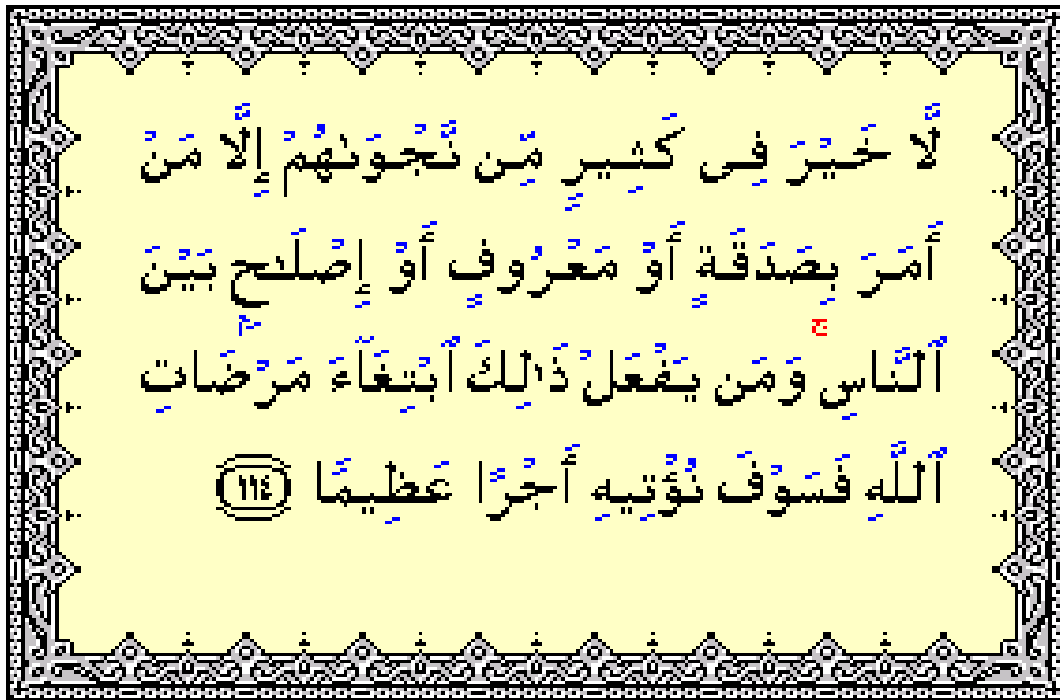 لَّا خَيْرَ فِى كَثِيرٍ مِّن نَّجْوَىٰهُمْ إِلَّا مَنْ
أَمَرَ بِصَدَقَةٍ أَوْ مَعْرُوفٍ أَوْ إِصْلَـٰحٍۭ بَيْنَ
ٱلنَّاسِ ۚ وَمَن يَفْعَلْ ذَٰلِكَ ٱبْتِغَآءَ مَرْضَاتِ
ٱللَّهِ فَسَوْفَ نُؤْتِيهِ أَجْرًا عَظِيمًا ١١٤